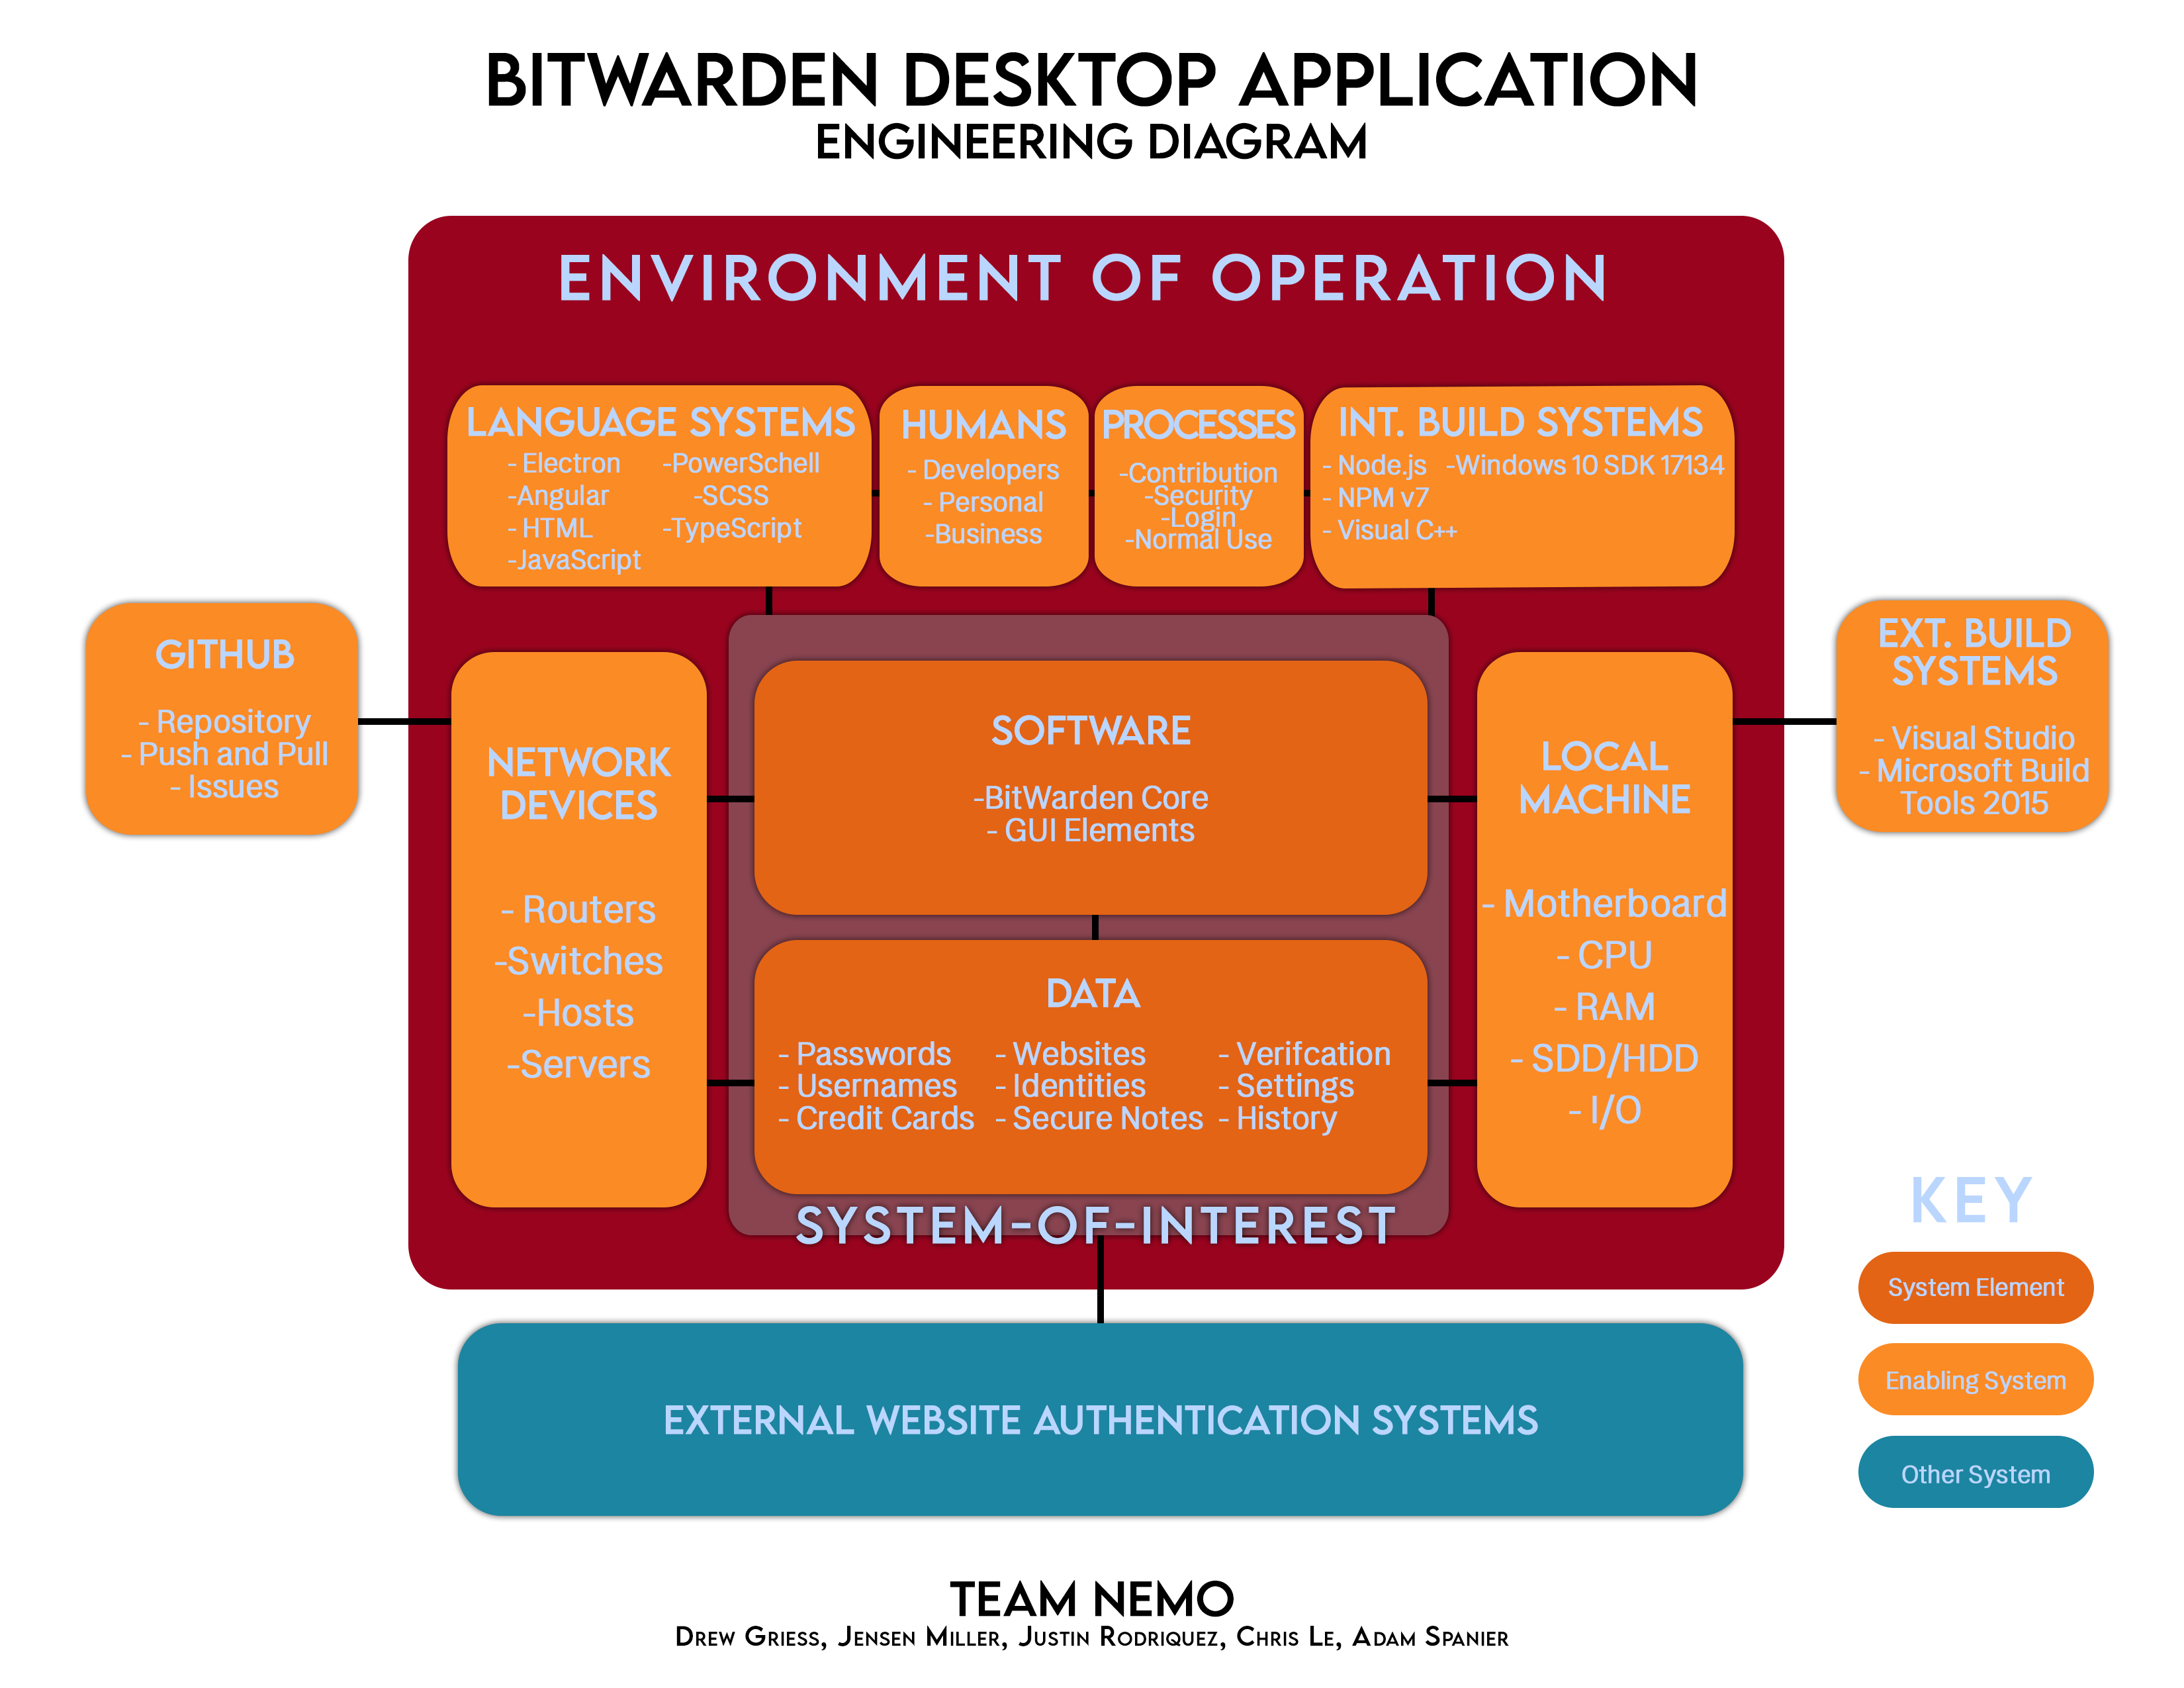 BITWARDEN DESKTOP APPLICATION
ENGINEERING DIAGRAM
ENVIRONMENT OF OPERATION
LANGUAGE SYSTEMS
- Electron
-Angular
- HTML
-JavaScript
-PowerSchell
-SCSS
-TypeScript
HUMANS
- Developers
- Personal
-Business
PROCESSES
-Contribution
-Security
-Login
-Normal Use
INT. BUILD SYSTEMS
- Node.js
- NPM v7
- Visual C++
-Windows 10 SDK 17134
GITHUB
- Repository
- Push and Pull
- Issues
NETWORK
DEVICES
- Routers
-Switches
-Hosts
-Servers
SOFTWARE
-BitWarden Core
- GUI Elements
DATA
- Passwords
- Usernames
- Credit Cards
- Websites
- Identities
- Secure Notes
- Verifcation
- Settings
- History
SYSTEM-OF-INTEREST
LOCAL
MACHINE
- Motherboard
- CPU
- RAM
- SDD/HDD
- I/O
EXT. BUILD
SYSTEMS
- Visual Studio
- Microsoft Build
Tools 2015
EXTERNAL WEBSITE AUTHENTICATION SYSTEMS
KEY
System Element
Enabling System
Other System
TEAM NEMO
DREW GRIESS, JENSEN MILLER, JUSTIN RODRIQUEZ, CHRIS LE, ADAM SPANIER